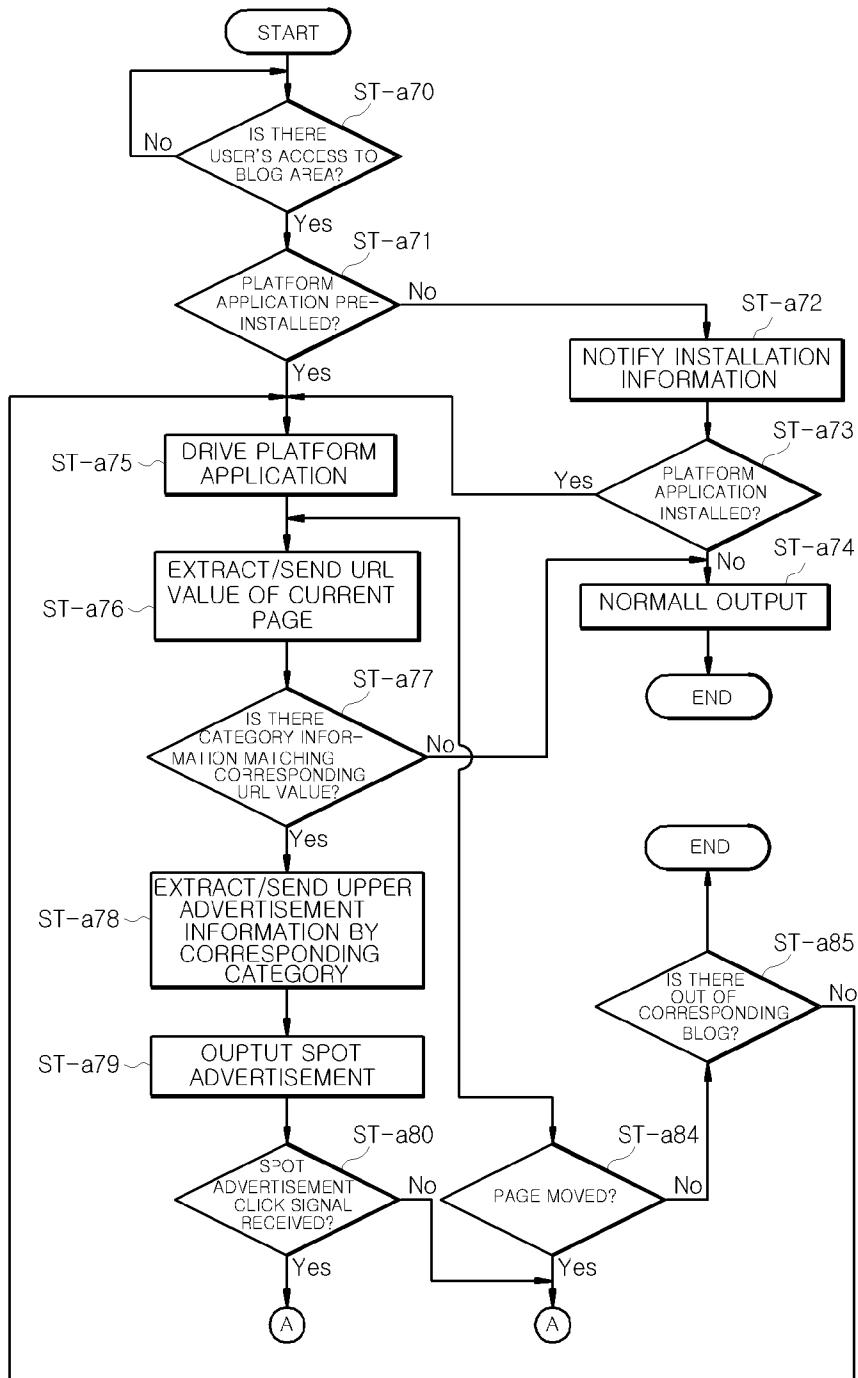 START
ST-a70
No
IS THERE
USER'S ACCESS TO
BLOG AREA?
Yes
ST-a71
PLATFORM
APPLICATION PRE-
INSTALLED?
No
ST-a72
NOTIFY INSTALLATION
INFORMATION
Yes
ST-a73
ST-a75
DRIVE PLATFORM
APPLICATION
Yes
PLATFORM
APPLICATION
INSTALLED?
No
ST-a74
NORMALL OUTPUT
END
ST-a76
EXTRACT/SEND URL
VALUE OF CURRENT
PAGE
ST-a77
IS THERE
CATEGORY INFOR-
MATION MATCHING
CORRESPONDING
URL VALUE?
No
Yes
ST-a78
EXTRACT/SEND UPPER
ADVERTISEMENT
INFORMATION BY
CORRESPONDING
CATEGORY
END
ST-a85
IS THERE
OUT OF
CORRESPONDING
BLOG?
No
ST-a79
OUPTUT SPOT
ADVERTISEMENT
ST-a80
SPOT
ADVERTISEMENT
CLICK SIGNAL
RECEIVED?
No
Yes
A
ST-a84
PAGE MOVED?
No
Yes
A